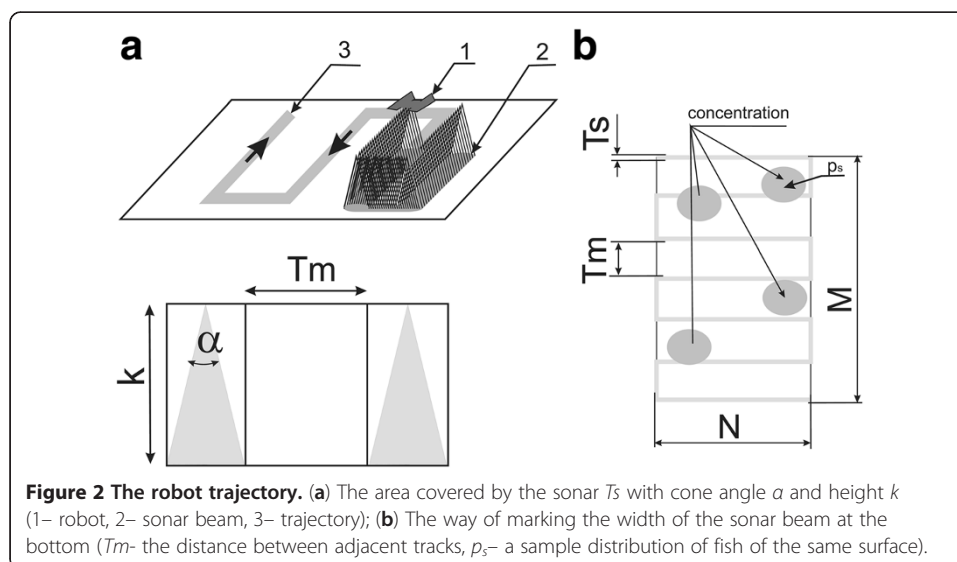 a
3
1
2
Tm
k
α
b
concentration
Ts
ps
Tm
M
N
Figure 2 The robot trajectory. (a) The area covered by the sonar Ts with cone angle α and height k
(1– robot, 2– sonar beam, 3– trajectory); (b) The way of marking the width of the sonar beam at the
bottom (Tm- the distance between adjacent tracks, ps– a sample distribution of fish of the same surface).